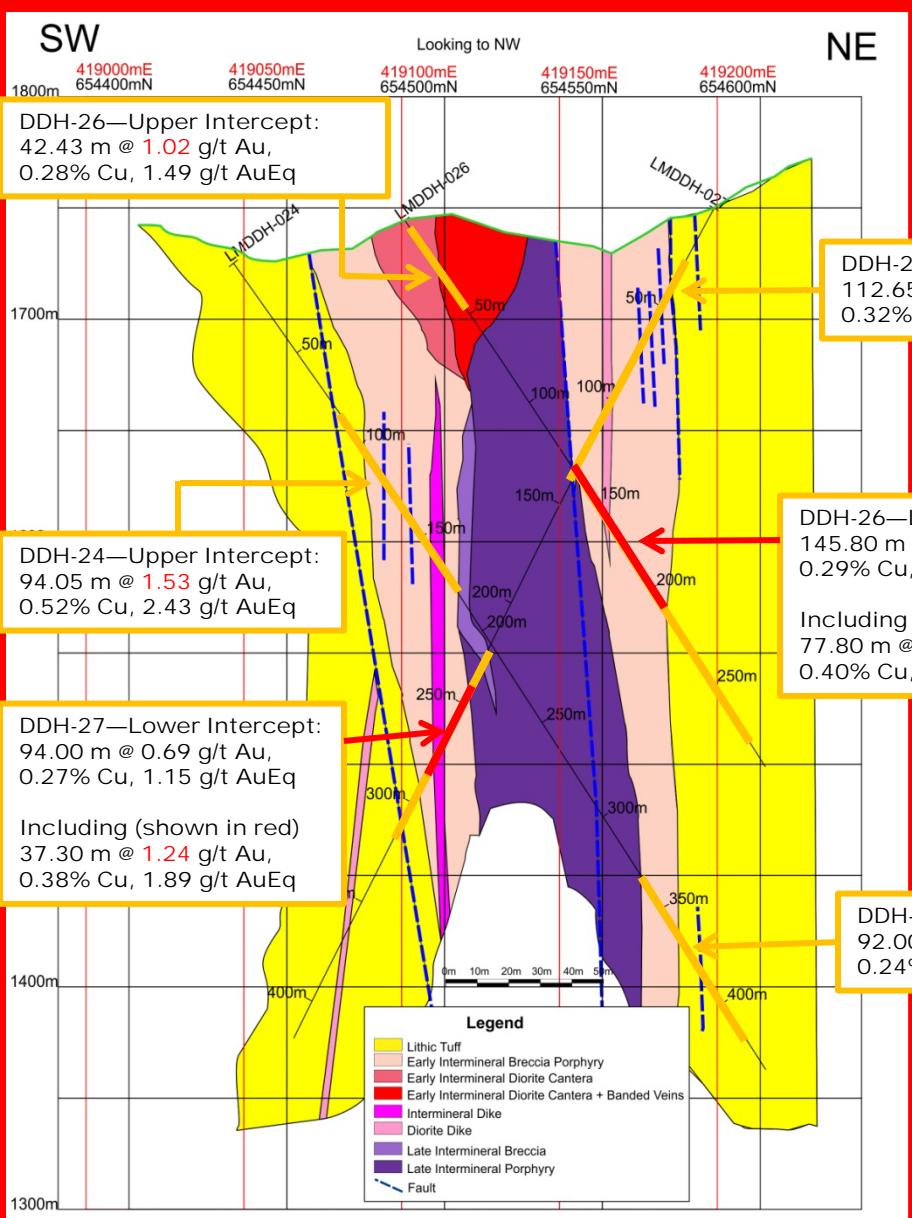 SW
Looking to NW
NE
419000mE
654400mN
419050mE
654450mN
419100mE
654500mN
419150mE
654550mN
419200mE
654600mN
1800m
DDH-26—Upper Intercept:
42.43 m @ 1.02 g/t Au,
0.28% Cu, 1.49 g/t AuEq
LMDDH-024
LMDDH-026
LMDDH-027
DDH-2
112.65
0.32%
1700m
50m
50m
50m
100m
100m
100m
150m
150m
150m
DDH-24—Upper Intercept:
94.05 m @ 1.53 g/t Au,
0.52% Cu, 2.43 g/t AuEq
DDH-26—
145.80 m
0.29% Cu,
Including
77.80 m @
0.40% Cu,
200m
200m
200m
250m
250m
250m
DDH-27—Lower Intercept:
94.00 m @ 0.69 g/t Au,
0.27% Cu, 1.15 g/t AuEq
Including (shown in red)
37.30 m @ 1.24 g/t Au,
0.38% Cu, 1.89 g/t AuEq
300m
300m
350m
DDH-
92.00
0.24%
400m
400m
1400m
0m 10m 20m 30m 40m 50m
Legend
Lithic Tuff
Early Intermineral Breccia Porphyry
Early Intermineral Diorite Cantera
Early Intermineral Diorite Cantera + Banded Veins
Intermineral Dike
Diorite Dike
Late Intermineral Breccia
Late Intermineral Porphyry
Fault
1300m